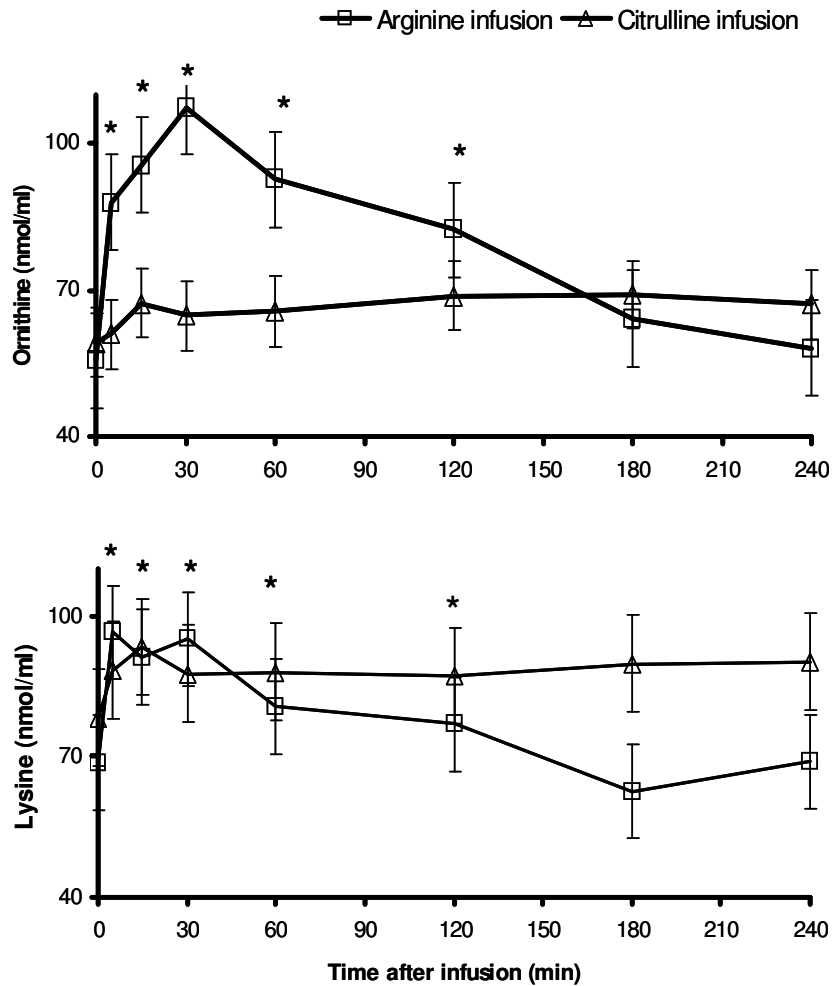 Arginine infusion Citrulline infusion
* * * * *
Ornithine (nmol/ml)
100
70
40
0 30 60 90 120 150 180 210 240
* * * * *
Lysine (nmol/ml)
100
70
40
0 30 60 90 120 150 180 210 240
Time after infusion (min)